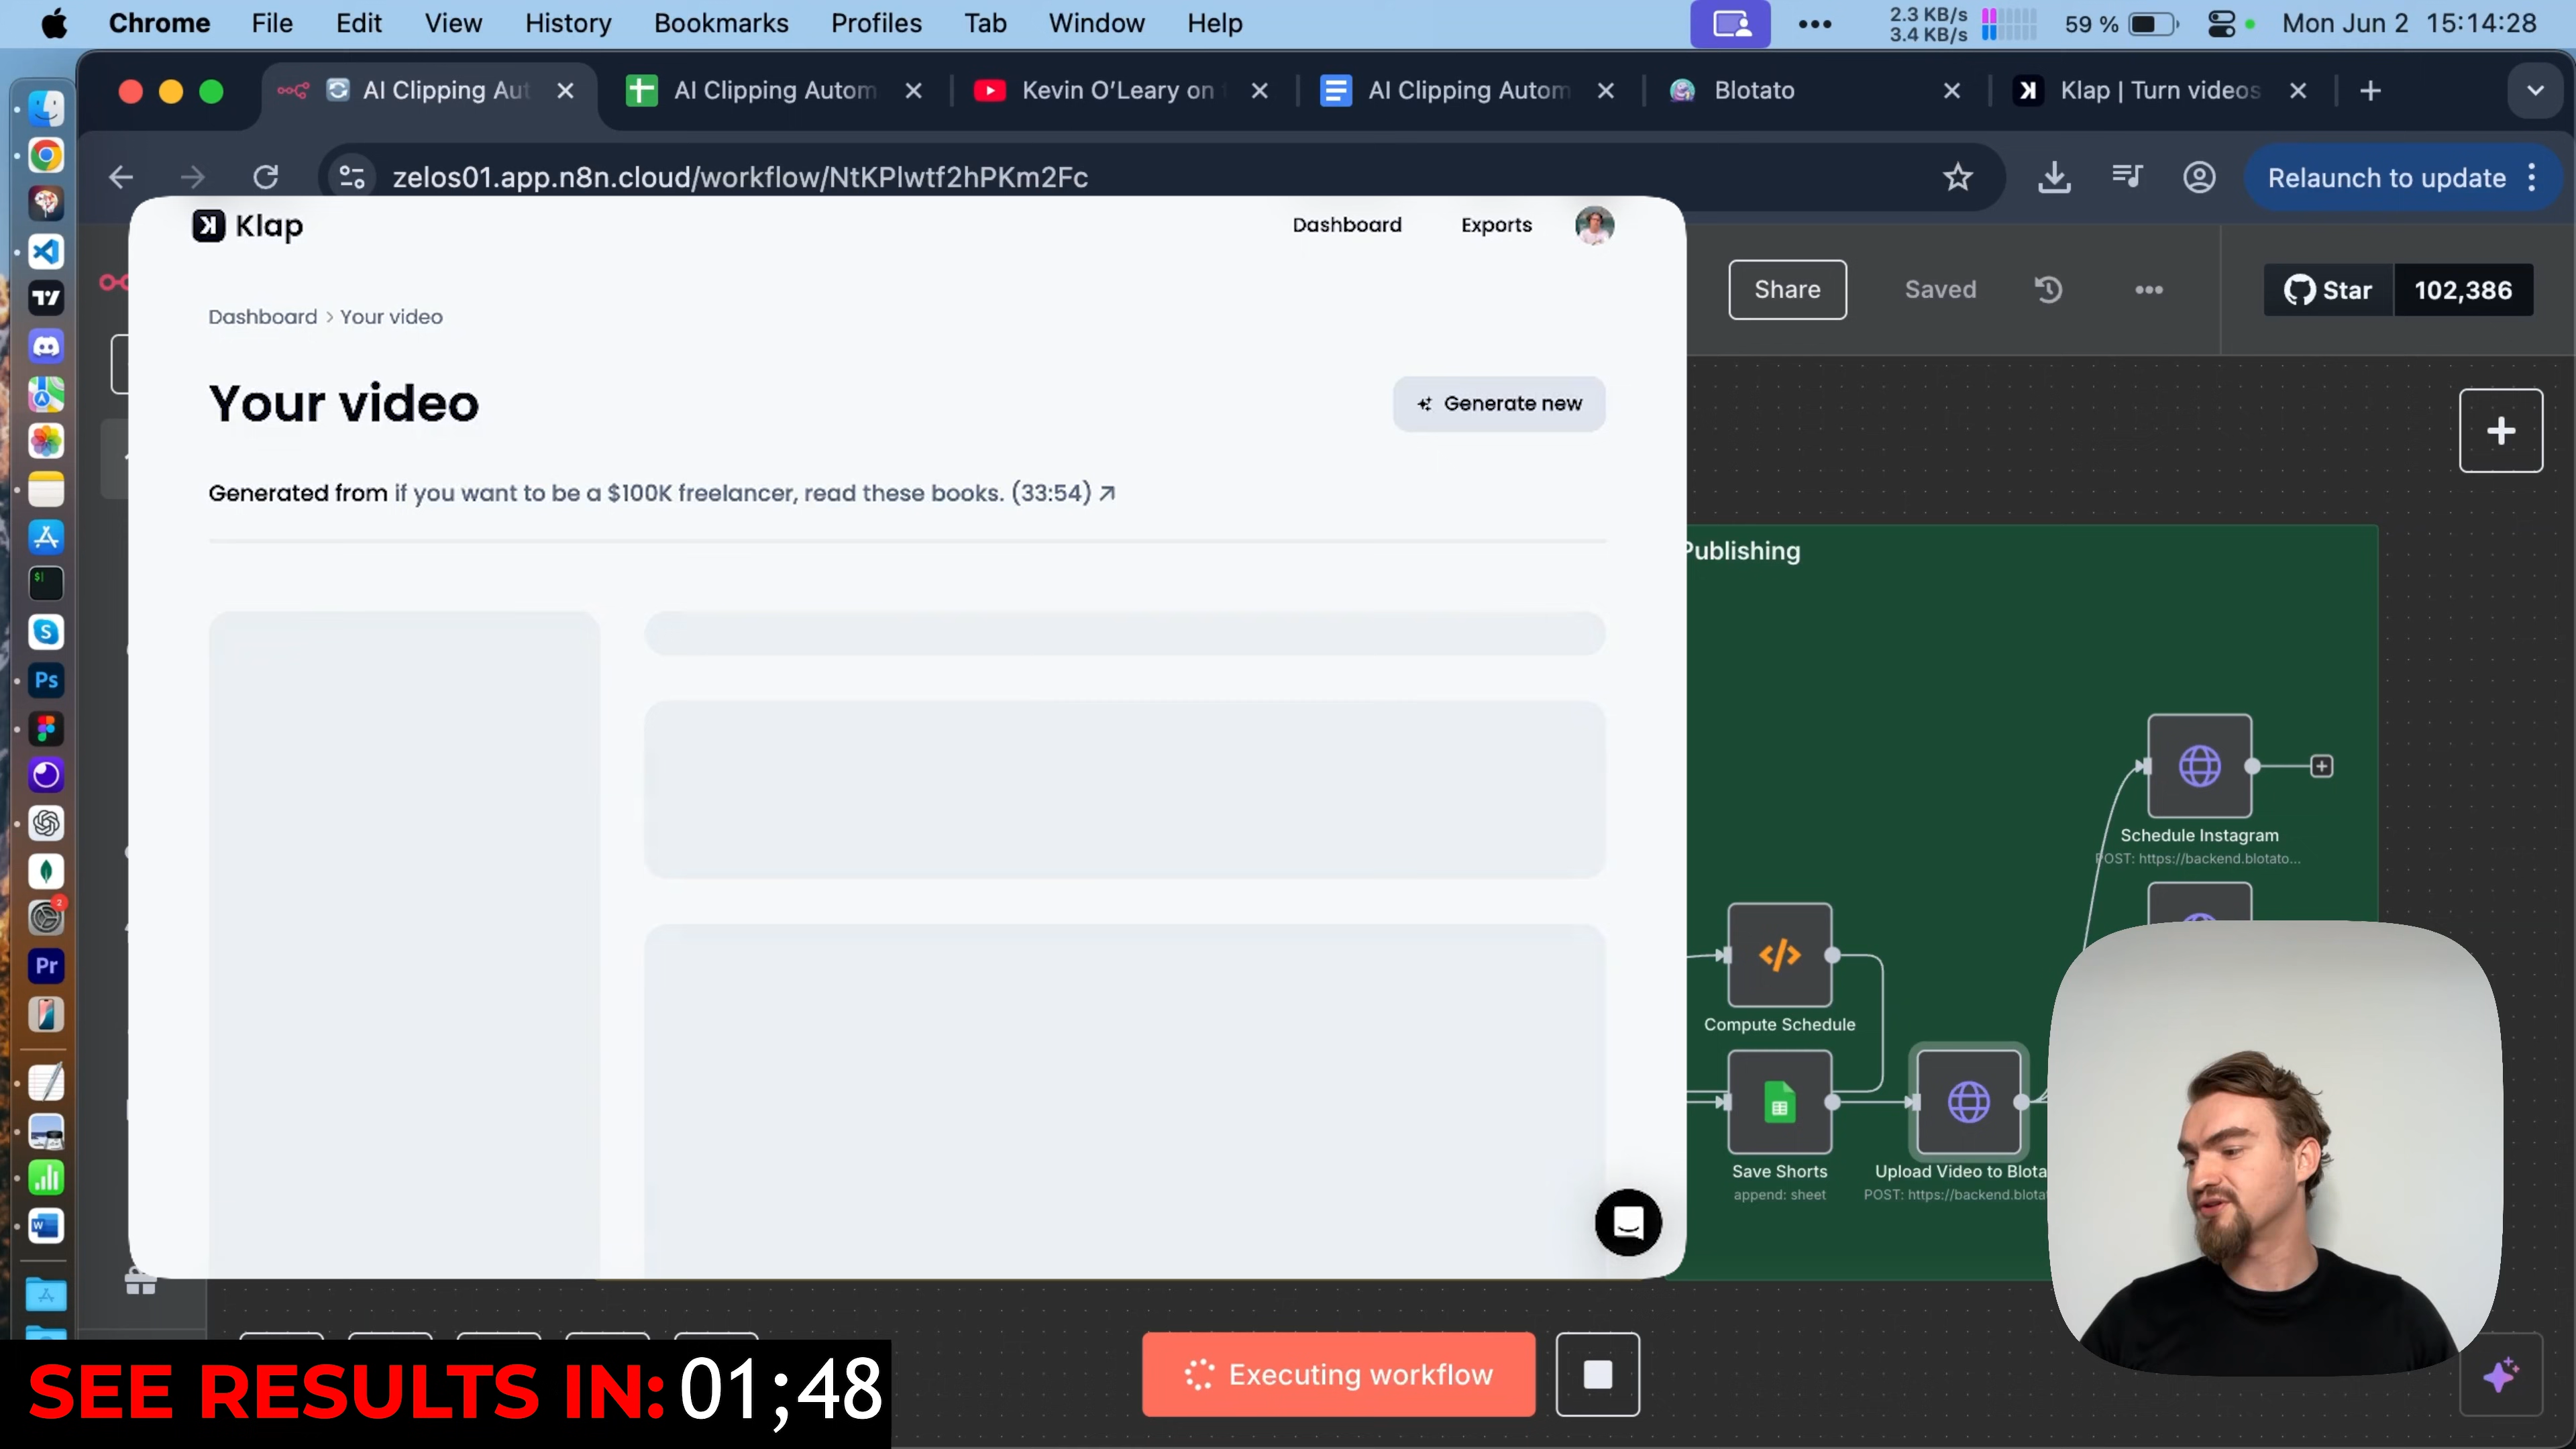 Chrome File Edit View History Bookmarks Profiles Tab Window Help
2.3 KB/s
3.4 KB/s
59 %
Mon Jun 2 15:14:28
AI Clipping Aut
AI Clipping Autom
Kevin O'Leary on
AI Clipping Autom
Blotato
Klap | Turn videos
zelos01.app.n8n.cloud/workflow/NtKPlwtf2hPKm2Fc
Relaunch to update
Klap
Dashboard
Exports
Share
Saved
Star
102,386
Dashboard > Your video
Your video
Generate new
Generated from if you want to be a $100K freelancer, read these books. (33:54)
Publishing
Schedule Instagram
POST: https://backend.blotato...
Compute Schedule
Save Shorts
append: sheet
Upload Video to Blota
POST: https://backend.blotat
TV
$
S
Ps
2
Pr
W
SEE RESULTS IN: 01;48
Executing workflow